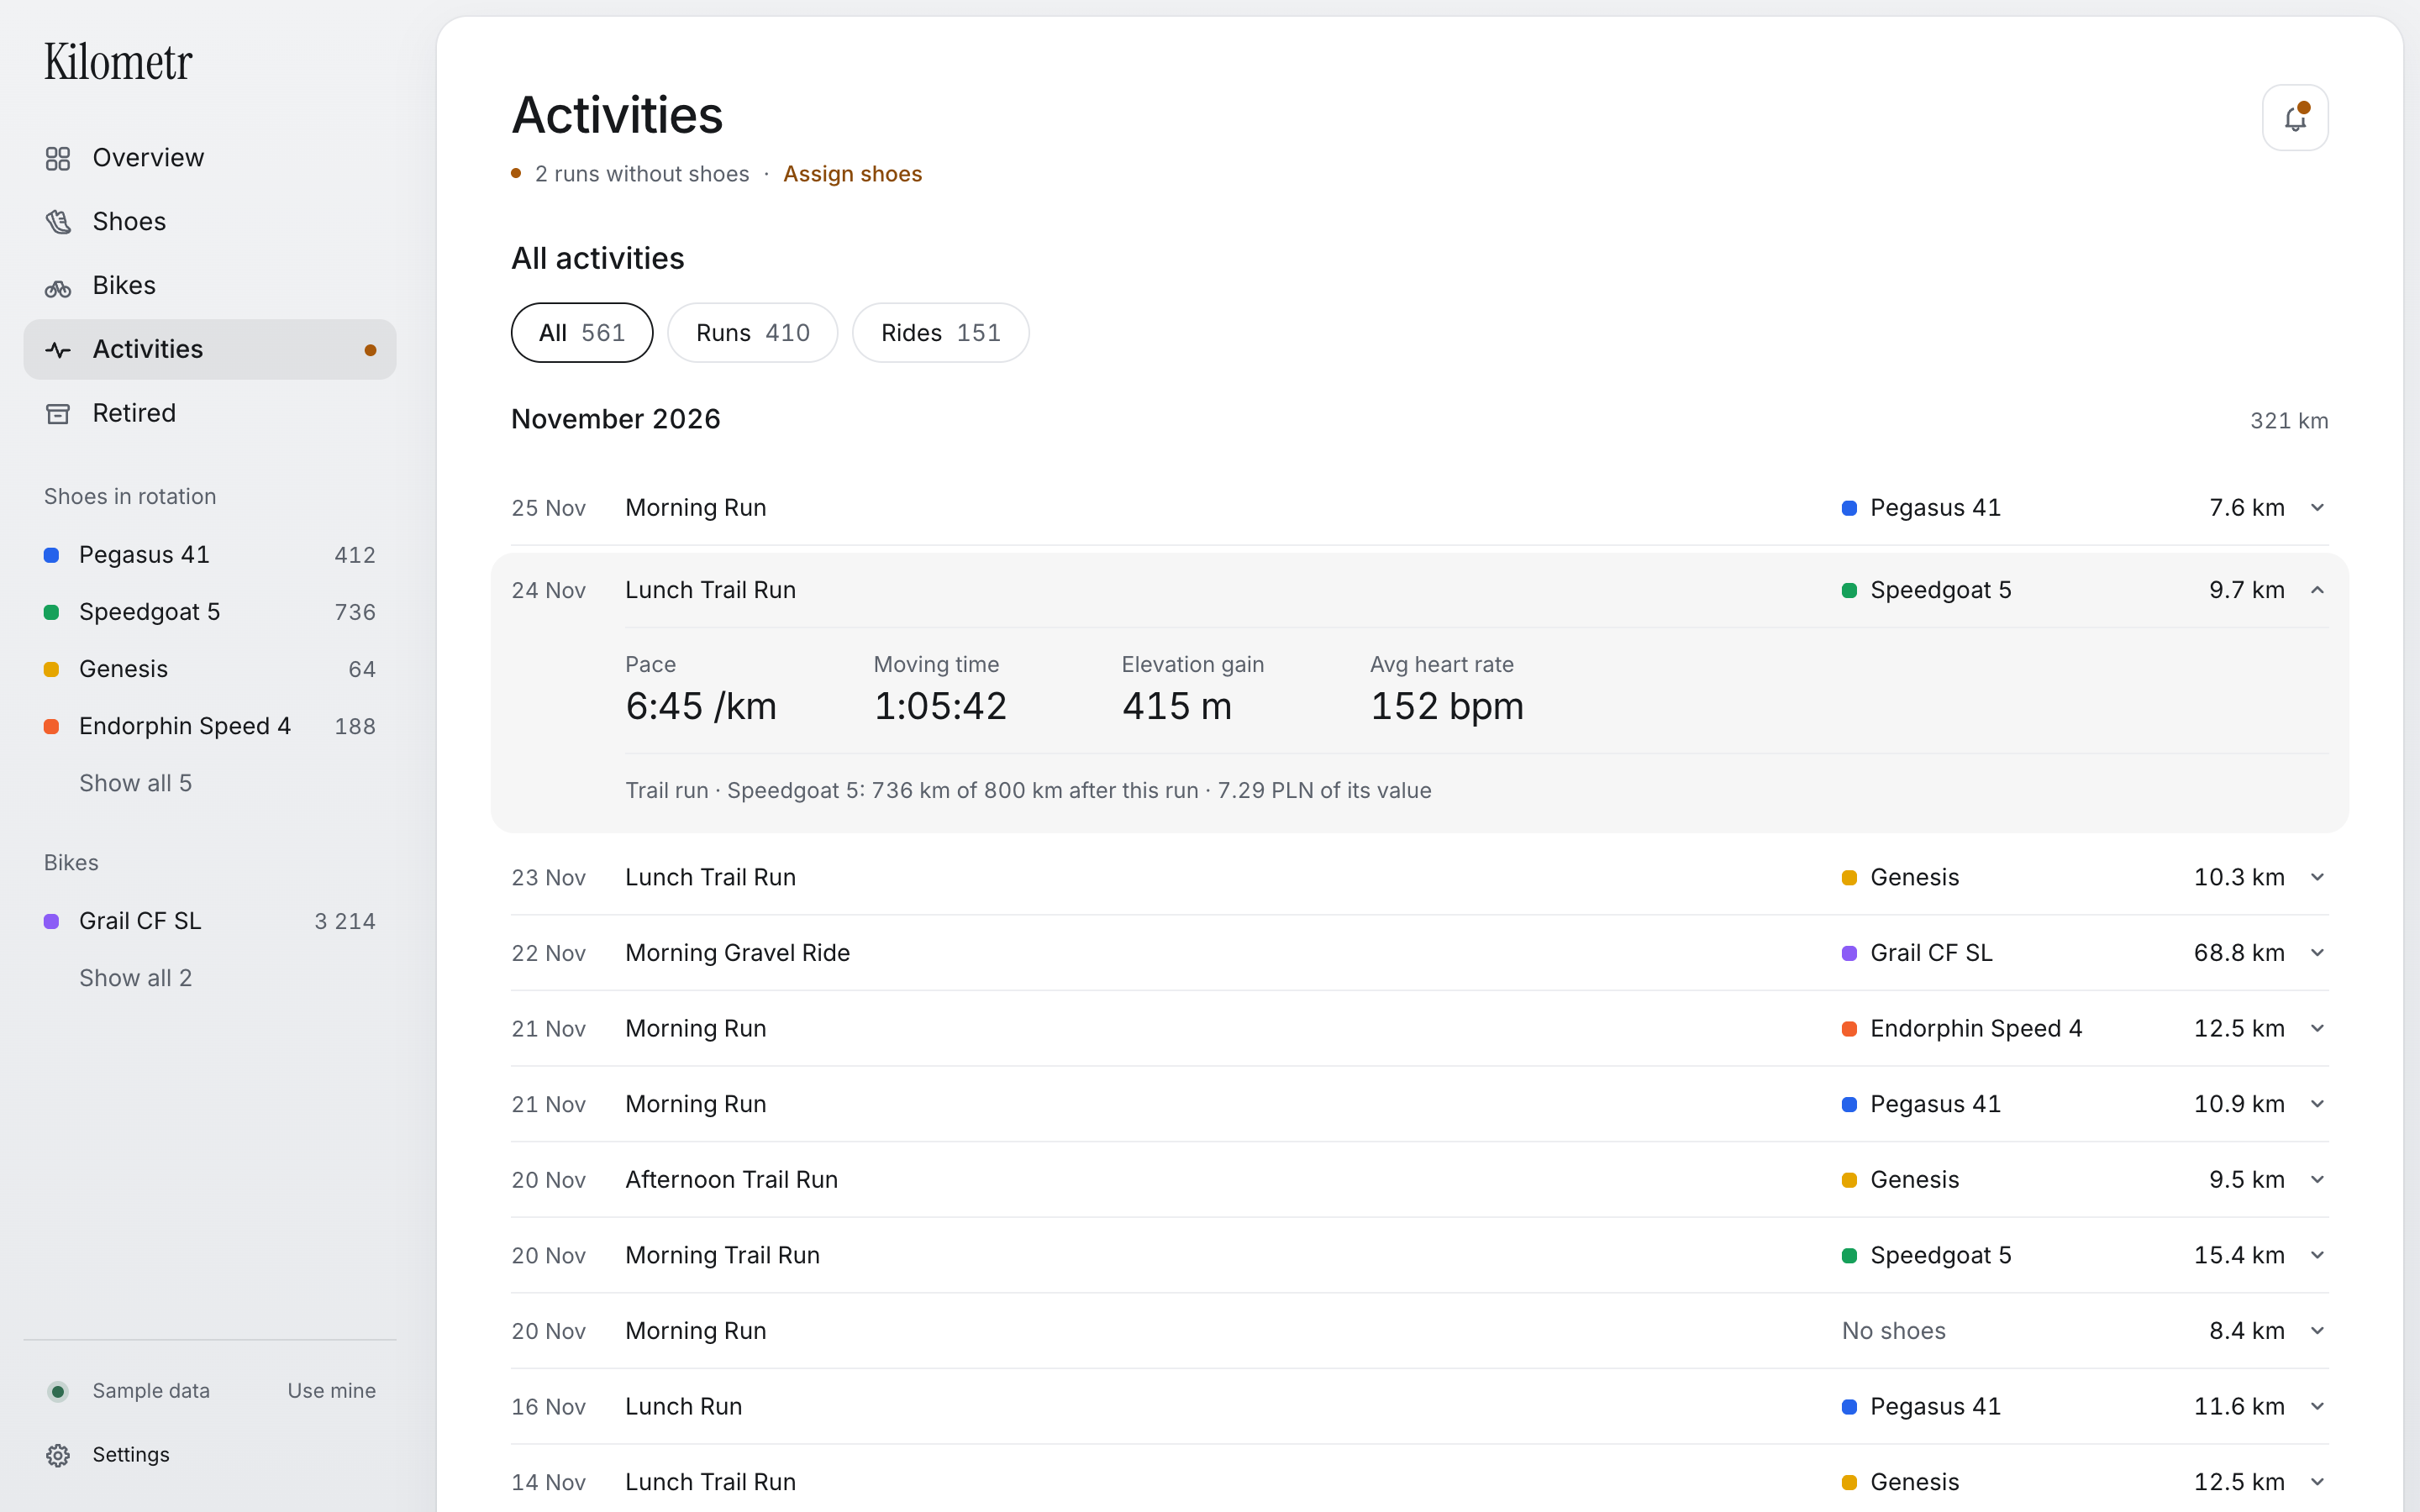 Kilometr
Overview
Shoes
Bikes
Activities
Retired
Shoes in rotation
Pegasus 41 412
Speedgoat 5 736
Genesis 64
Endorphin Speed 4 188
Show all 5
Bikes
Grail CF SL 3 214
Show all 2
Sample data Use mine
Settings
Activities
2 runs without shoes · Assign shoes
All activities
All 561 Runs 410 Rides 151
November 2026 321 km
25 Nov Morning Run Pegasus 41 7.6 km
24 Nov Lunch Trail Run Speedgoat 5 9.7 km
Pace Moving time Elevation gain Avg heart rate
6:45 /km 1:05:42 415 m 152 bpm
Trail run · Speedgoat 5: 736 km of 800 km after this run · 7.29 PLN of its value
23 Nov Lunch Trail Run Genesis 10.3 km
22 Nov Morning Gravel Ride Grail CF SL 68.8 km
21 Nov Morning Run Endorphin Speed 4 12.5 km
21 Nov Morning Run Pegasus 41 10.9 km
20 Nov Afternoon Trail Run Genesis 9.5 km
20 Nov Morning Trail Run Speedgoat 5 15.4 km
20 Nov Morning Run No shoes 8.4 km
16 Nov Lunch Run Pegasus 41 11.6 km
14 Nov Lunch Trail Run Genesis 12.5 km